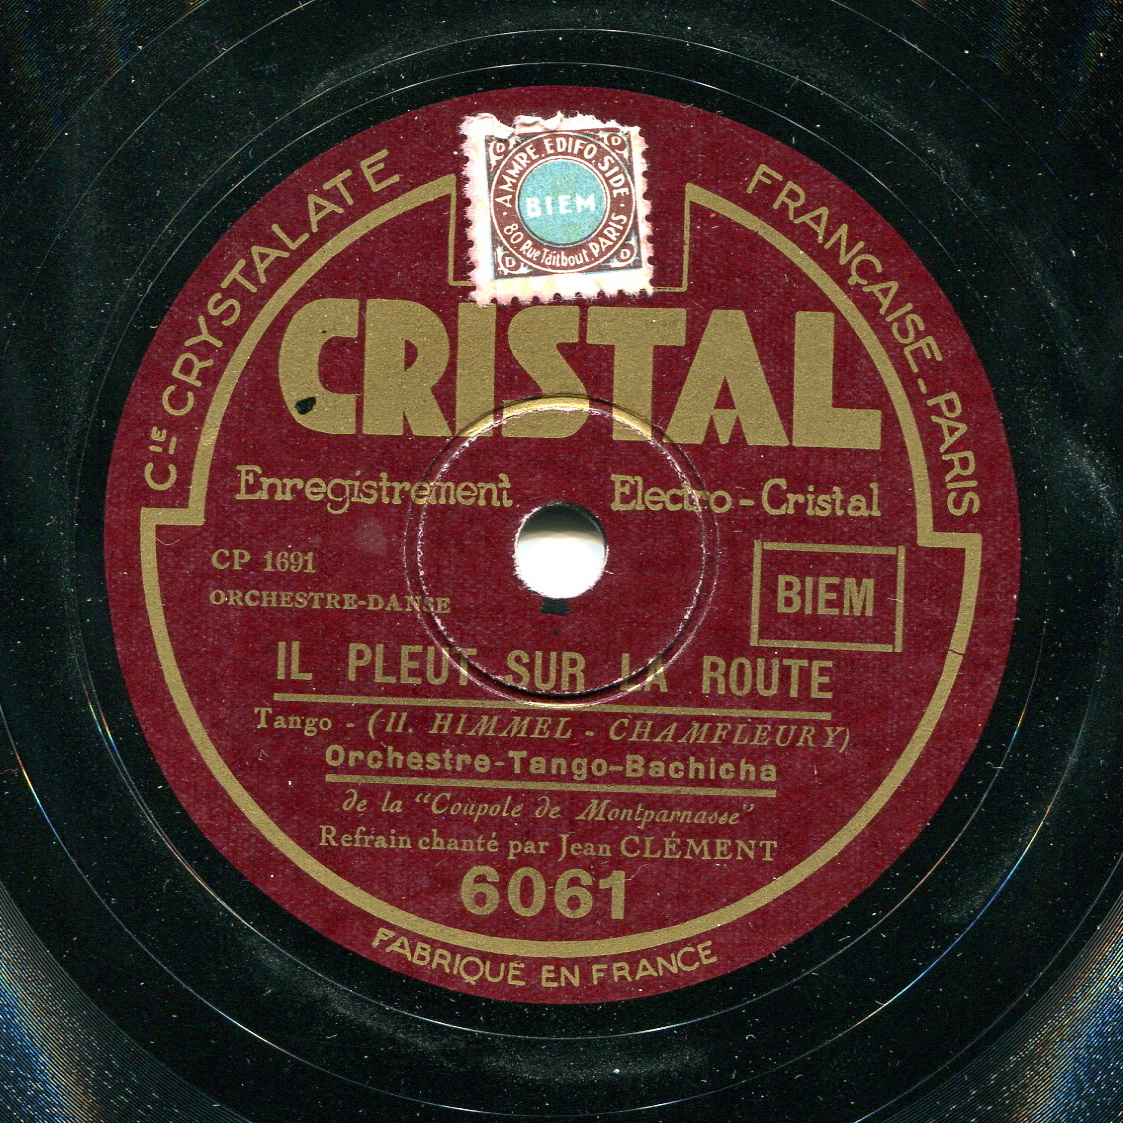 Cie CRYSTALATE FRANÇAISE-PARIS
AMMRE. EDIFO. SIDE
BIEM
80 Rue Taitbout. PARIS
D D
D D
CRISTAL
Enregistrement Electro-Cristal
CP 1691
ORCHESTRE-DANSE
BIEM
IL PLEUT SUR LA ROUTE
Tango - (H. HIMMEL - CHAMFLEURY)
Orchestre-Tango-Bachicha
de la "Coupole de Montparnasse"
Refrain chanté par Jean CLÉMENT
6061
FABRIQUÉ EN FRANCE